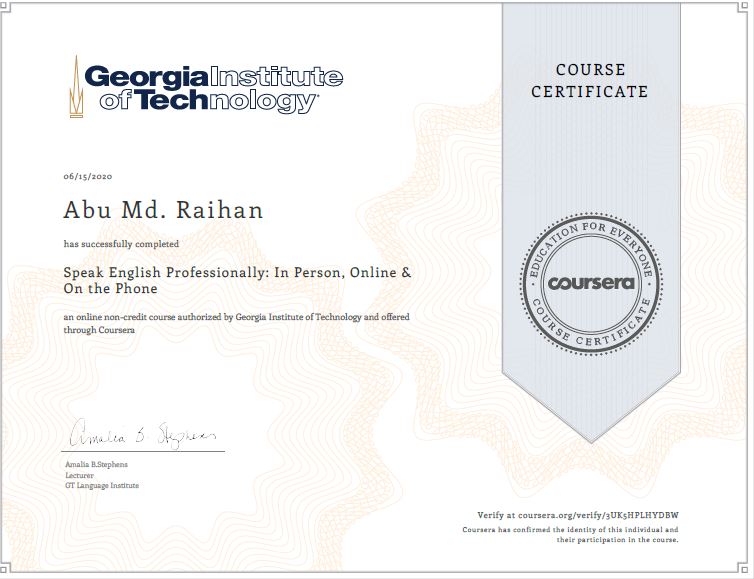 Georgia Institute
of Technology
COURSE
CERTIFICATE
06/15/2020
Abu Md. Raihan
has successfully completed
Speak English Professionally: In Person, Online &
On the Phone
an online non-credit course authorized by Georgia Institute of Technology and offered
through Coursera
EDUCATION FOR EVERYONE
coursera
COURSE CERTIFICATE
Amalia B. Stephens
Amalia B.Stephens
Lecturer
GT Language Institute
Verify at coursera.org/verify/3UK5HPLHYDBW
Coursera has confirmed the identity of this individual and
their participation in the course.